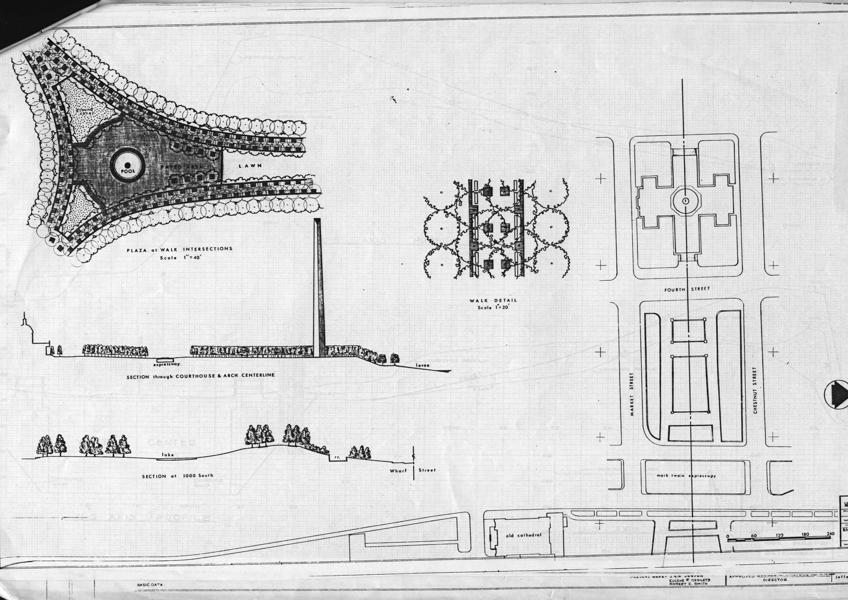 POOL
LAWN
PLAZA at WALK INTERSECTIONS
Scale 1"=40'
WALK DETAIL
Scale 1"=20'
FOURTH STREET
MARKET STREET
CHESTNUT STREET
expressway
levee
SECTION through COURTHOUSE & ARCH CENTERLINE
lake
Wharf Street
SECTION at 1000 South
mark twain expressway
old cathedral
0 60 120 180 240
BASIC DATA
DIRECTOR